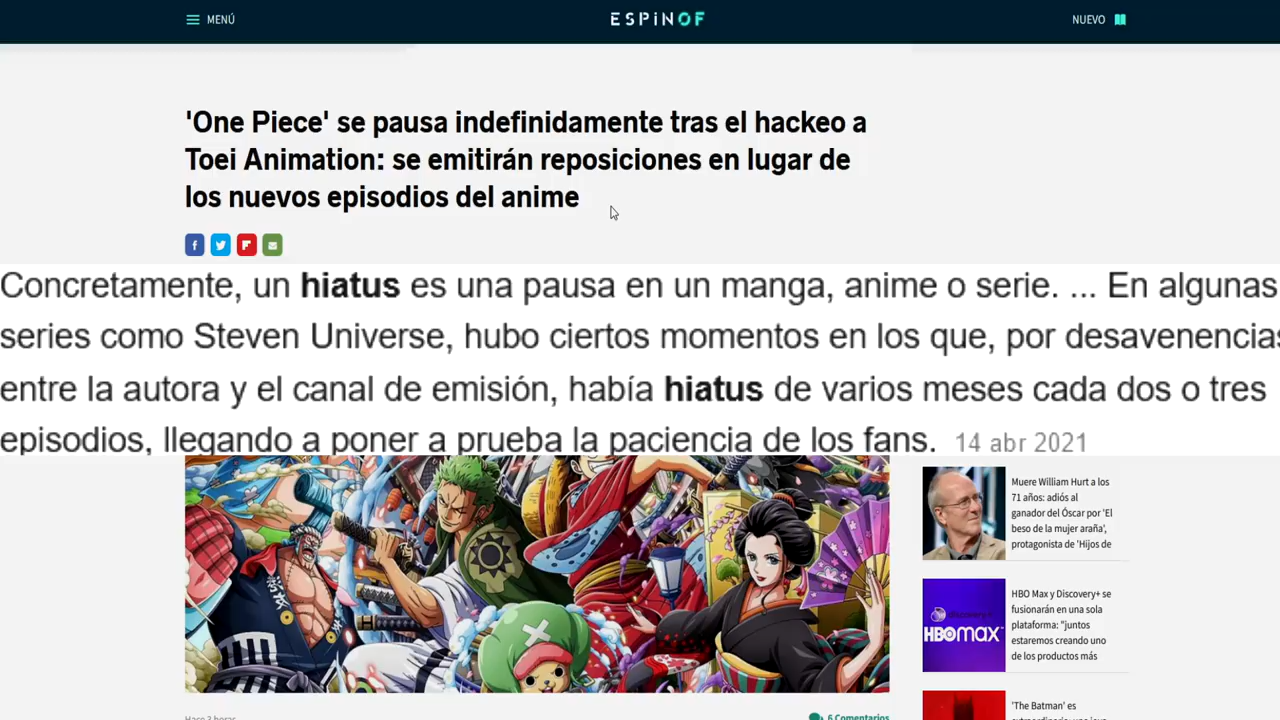 MENÚ
ESPINOF
NUEVO
'One Piece' se pausa indefinidamente tras el hackeo a
Toei Animation: se emitirán reposiciones en lugar de
los nuevos episodios del anime
Concretamente, un hiatus es una pausa en un manga, anime o serie. ... En algunas
series como Steven Universe, hubo ciertos momentos en los que, por desavenencias
entre la autora y el canal de emisión, había hiatus de varios meses cada dos o tres
episodios, llegando a poner a prueba la paciencia de los fans. 14 abr 2021
Muere William Hurt a los
71 años: adiós al
ganador del Óscar por 'El
beso de la mujer araña',
protagonista de 'Hijos de
discovery+
HBOMAX
HBO Max y Discovery+ se
fusionarán en una sola
plataforma: "juntos
estaremos creando uno
de los productos más
'The Batman' es
Hace 3 horas
6 Comentarios